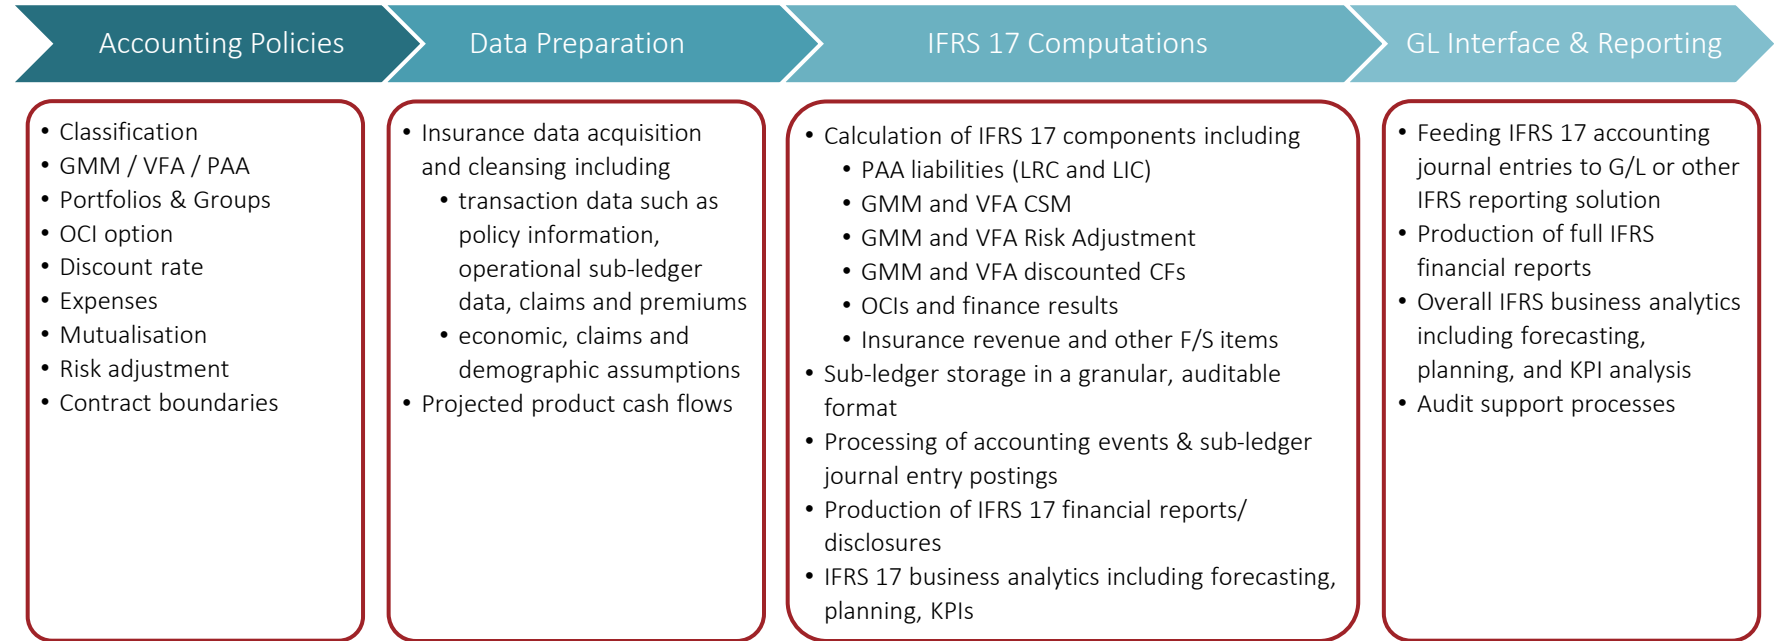 Accounting Policies
Data Preparation
IFRS 17 Computations
GL Interface & Reporting
• Classification
• GMM / VFA / PAA
• Portfolios & Groups
• OCI option
• Discount rate
• Expenses
• Mutualisation
• Risk adjustment
• Contract boundaries
• Insurance data acquisition
and cleansing including
• transaction data such as
policy information,
operational sub-ledger
data, claims and premiums
• economic, claims and
demographic assumptions
• Projected product cash flows
• Calculation of IFRS 17 components including
• PAA liabilities (LRC and LIC)
• GMM and VFA CSM
• GMM and VFA Risk Adjustment
• GMM and VFA discounted CFs
• OCIs and finance results
• Insurance revenue and other F/S items
• Sub-ledger storage in a granular, auditable
format
• Processing of accounting events & sub-ledger
journal entry postings
• Production of IFRS 17 financial reports/
disclosures
• IFRS 17 business analytics including forecasting,
planning, KPIs
• Feeding IFRS 17 accounting
journal entries to G/L or other
IFRS reporting solution
• Production of full IFRS
financial reports
• Overall IFRS business analytics
including forecasting,
planning, and KPI analysis
• Audit support processes